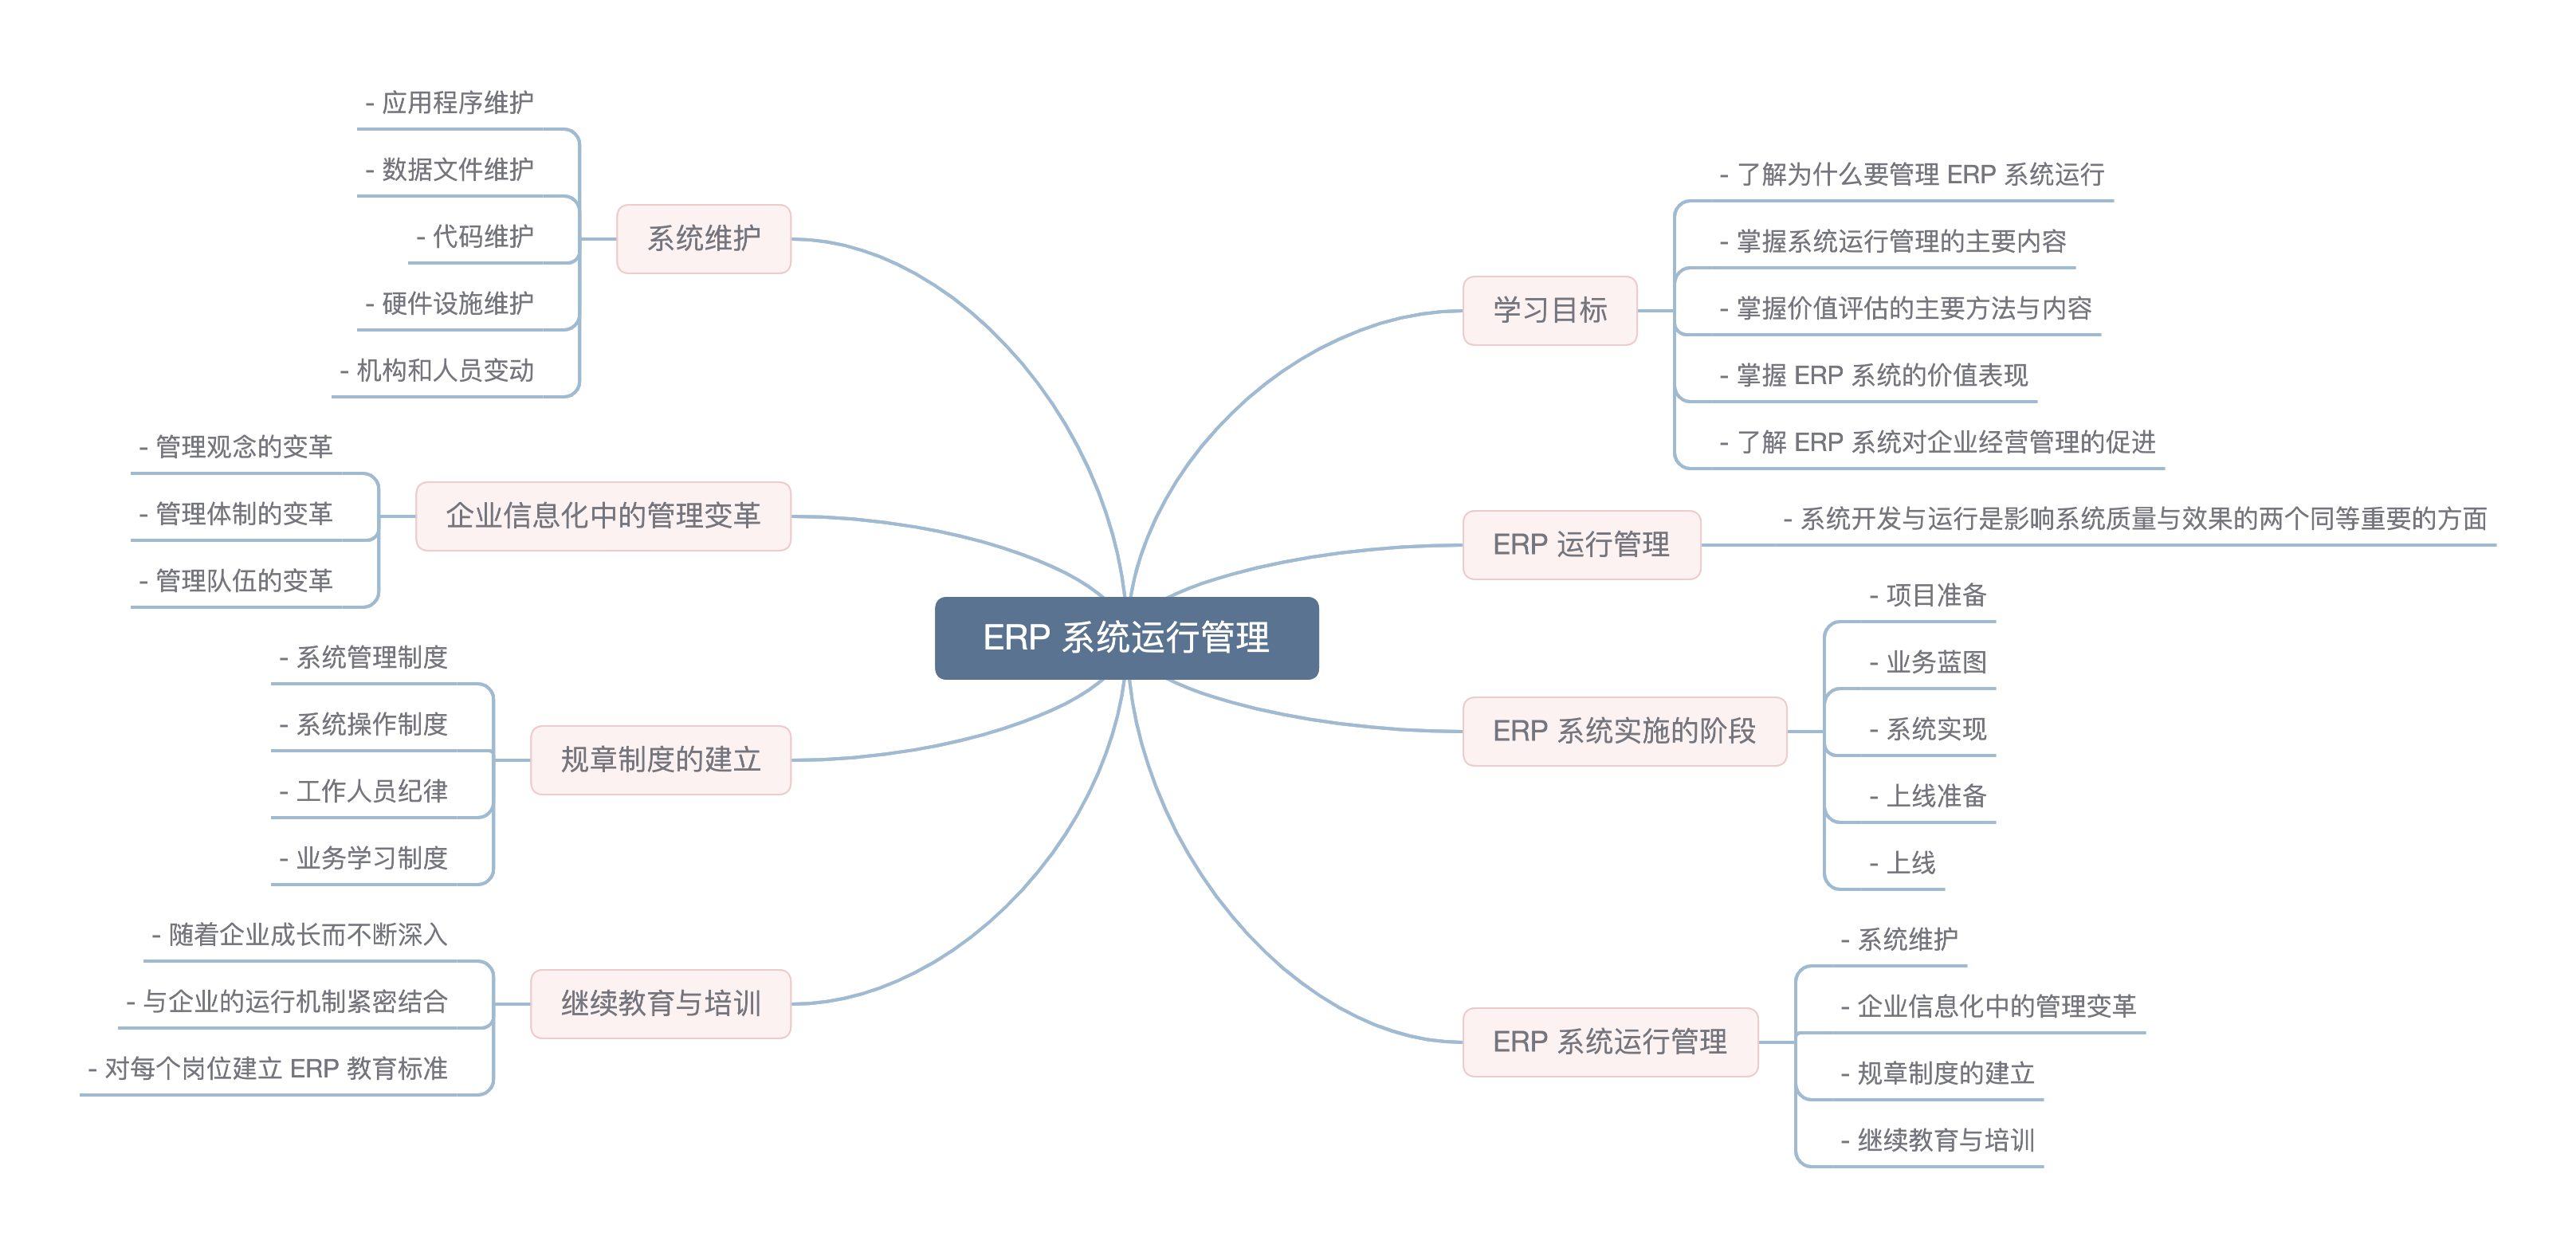 ERP 系统运行管理
学习目标
- 了解为什么要管理 ERP 系统运行
- 掌握系统运行管理的主要内容
- 掌握价值评估的主要方法与内容
- 掌握 ERP 系统的价值表现
- 了解 ERP 系统对企业经营管理的促进
ERP 运行管理
- 系统开发与运行是影响系统质量与效果的两个同等重要的方面
ERP 系统实施的阶段
- 项目准备
- 业务蓝图
- 系统实现
- 上线准备
- 上线
ERP 系统运行管理
- 系统维护
- 企业信息化中的管理变革
- 规章制度的建立
- 继续教育与培训
系统维护
- 应用程序维护
- 数据文件维护
- 代码维护
- 硬件设施维护
- 机构和人员变动
企业信息化中的管理变革
- 管理观念的变革
- 管理体制的变革
- 管理队伍的变革
规章制度的建立
- 系统管理制度
- 系统操作制度
- 工作人员纪律
- 业务学习制度
继续教育与培训
- 随着企业成长而不断深入
- 与企业的运行机制紧密结合
- 对每个岗位建立 ERP 教育标准